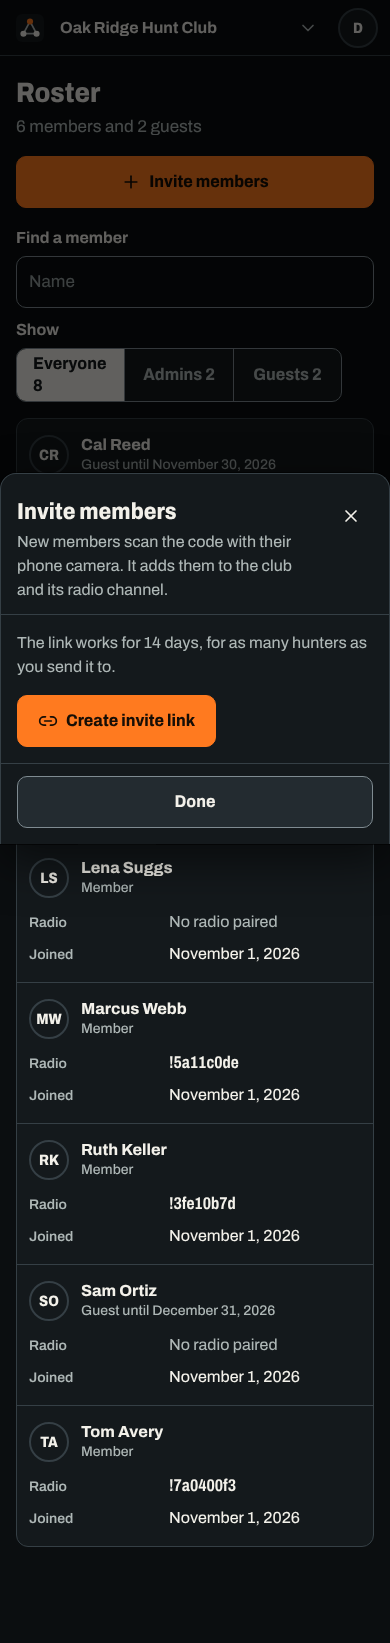 Oak Ridge Hunt Club
D
Roster
6 members and 2 guests
Invite members
Find a member
Name
Show
Everyone
8
Admins 2
Guests 2
CR
Cal Reed
Guest until November 30, 2026
Invite members
New members scan the code with their
phone camera. It adds them to the club
and its radio channel.
The link works for 14 days, for as many hunters as
you send it to.
Create invite link
Done
LS
Lena Suggs
Member
Radio
No radio paired
Joined
November 1, 2026
MW
Marcus Webb
Member
Radio
!5a11c0de
Joined
November 1, 2026
RK
Ruth Keller
Member
Radio
!3fe10b7d
Joined
November 1, 2026
SO
Sam Ortiz
Guest until December 31, 2026
Radio
No radio paired
Joined
November 1, 2026
TA
Tom Avery
Member
Radio
!7a0400f3
Joined
November 1, 2026